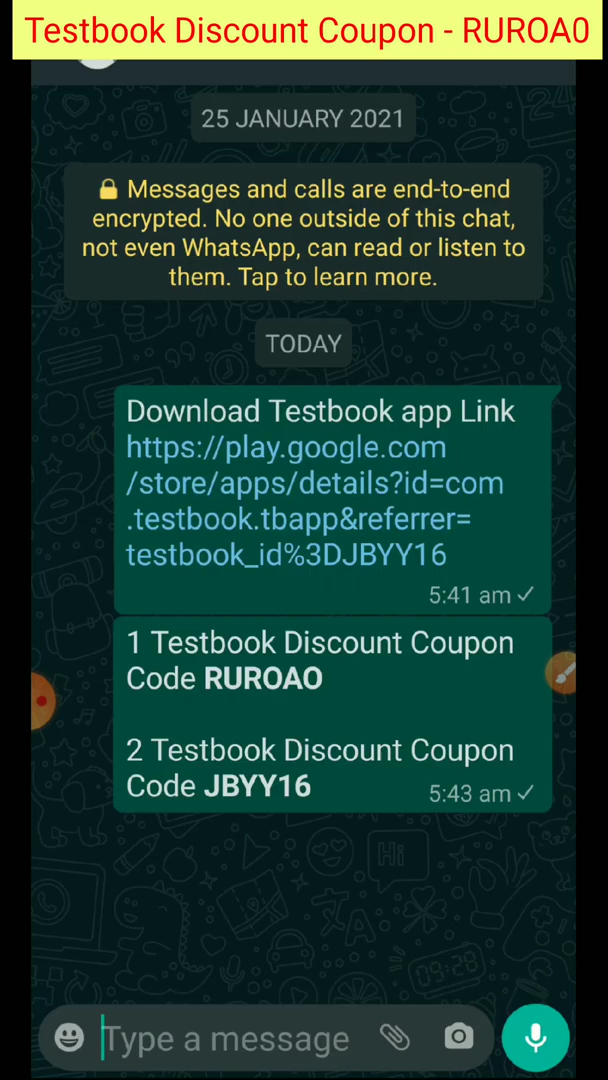 Testbook Discount Coupon - RUROA0
25 JANUARY 2021
🔒 Messages and calls are end-to-end
encrypted. No one outside of this chat,
not even WhatsApp, can read or listen to
them. Tap to learn more.
TODAY
Download Testbook app Link
https://play.google.com
/store/apps/details?id=com
.testbook.tbapp&referrer=
testbook_id%3DJBYY16
5:41 am ✓
1 Testbook Discount Coupon
Code RUROAO
2 Testbook Discount Coupon
Code JBYY16
5:43 am ✓
Type a message